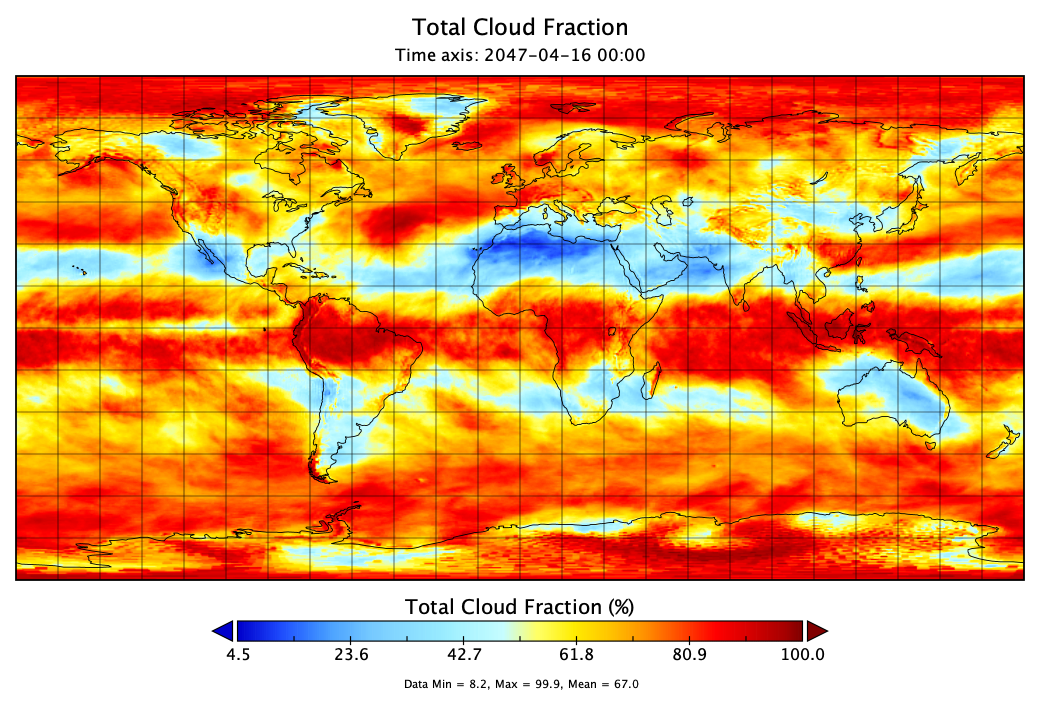 Total Cloud Fraction
Time axis: 2047-04-16 00:00
Total Cloud Fraction (%)
4.5 23.6 42.7 61.8 80.9 100.0
Data Min = 8.2, Max = 99.9, Mean = 67.0